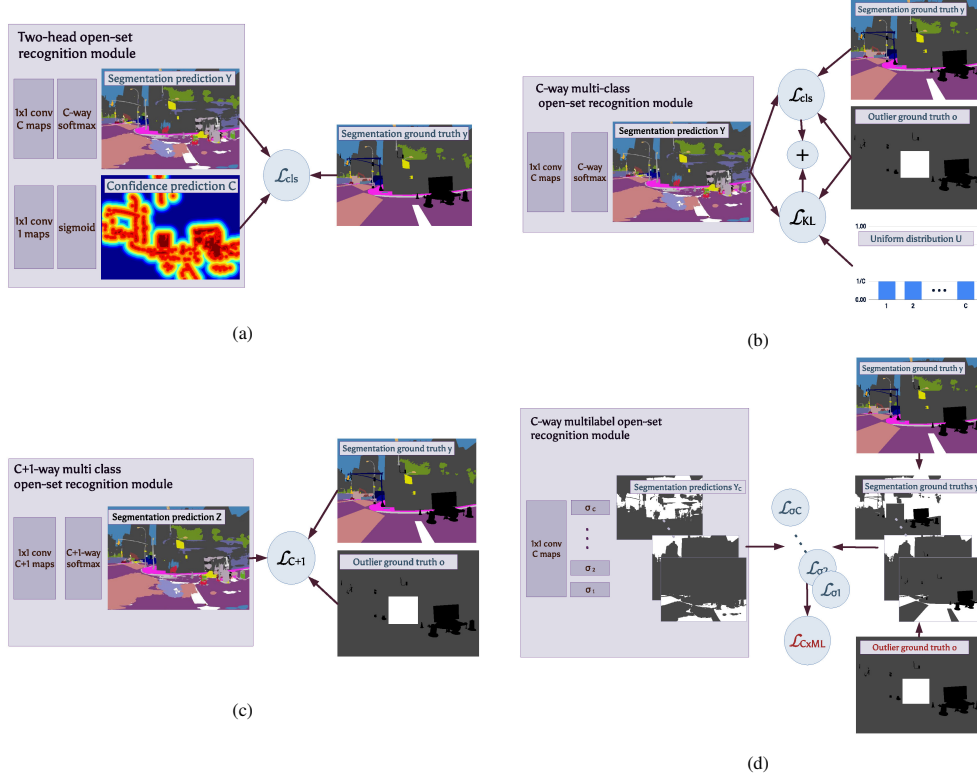 Two-head open-set
recognition module
Segmentation prediction Y
1x1 conv
C maps
C-way
softmax
Confidence prediction C
1x1 conv
1 maps
sigmoid
ℒcls
Segmentation ground truth y
(a)
C-way multi-class
open-set recognition module
1x1 conv
C maps
C-way
softmax
Segmentation prediction Y
ℒcls
+
ℒKL
Segmentation ground truth y
Outlier ground truth o
1.00
Uniform distribution U
1/C
0.00
1 2 ••• C
(b)
C+1-way multi class
open-set recognition module
1x1 conv
C+1 maps
C+1-way
softmax
Segmentation prediction Z
ℒC+1
Segmentation ground truth y
Outlier ground truth o
(c)
C-way multilabel open-set
recognition module
1x1 conv
C maps
σC
σ2
σ1
Segmentation predictions YC
ℒσC
ℒσ2
ℒσ1
ℒCxML
Segmentation ground truth y
Segmentation ground truths y
Outlier ground truth o
(d)